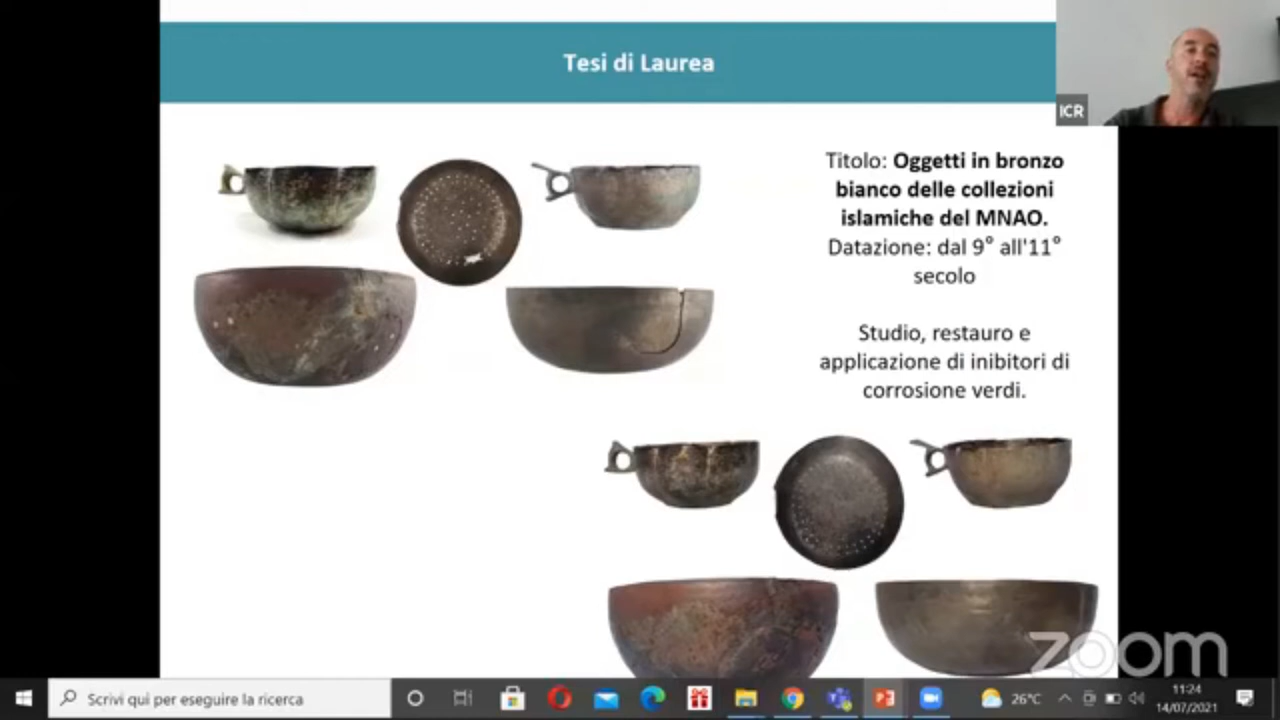 Tesi di Laurea
ICR
Titolo: Oggetti in bronzo
bianco delle collezioni
islamiche del MNAO.
Datazione: dal 9° all'11°
secolo
Studio, restauro e
applicazione di inibitori di
corrosione verdi.
zoom
Scrivi qui per eseguire la ricerca
26°C
11:24
14/07/2021